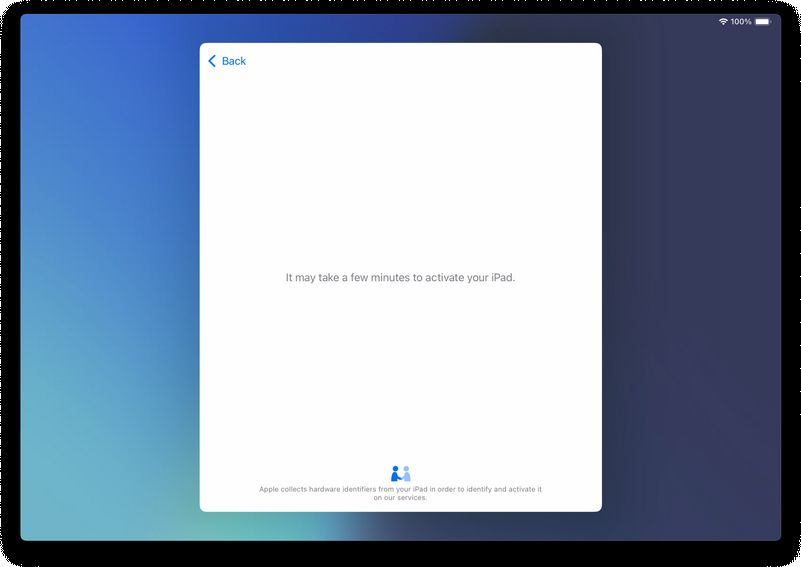 100%
Back
It may take a few minutes to activate your iPad.
Apple collects hardware identifiers from your iPad in order to identify and activate it
on our services.